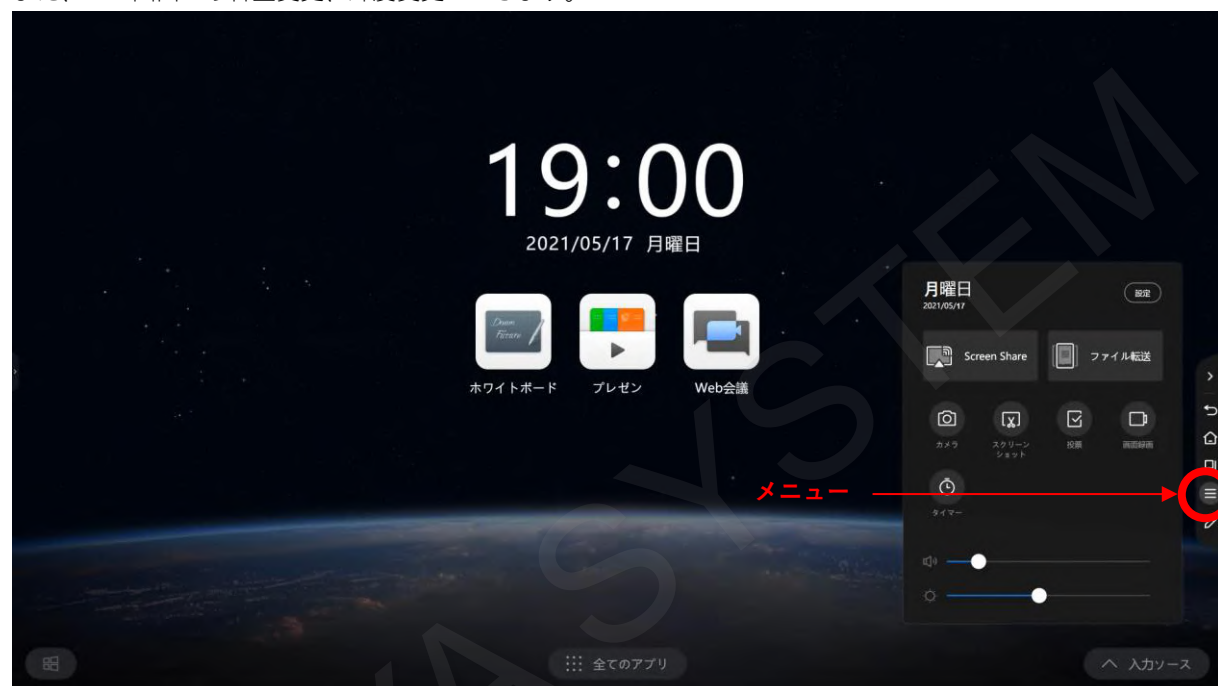 19:00
2021/05/17 月曜日
Dream
ホワイトボード
プレゼン
Web会議
月曜日
2021/05/17
設定
Screen Share
ファイル転送
カメラ
スクリーン
ショット
投票
画面録画
タイマー
メニュー
全てのアプリ
入力ソース
YA SYSTEM